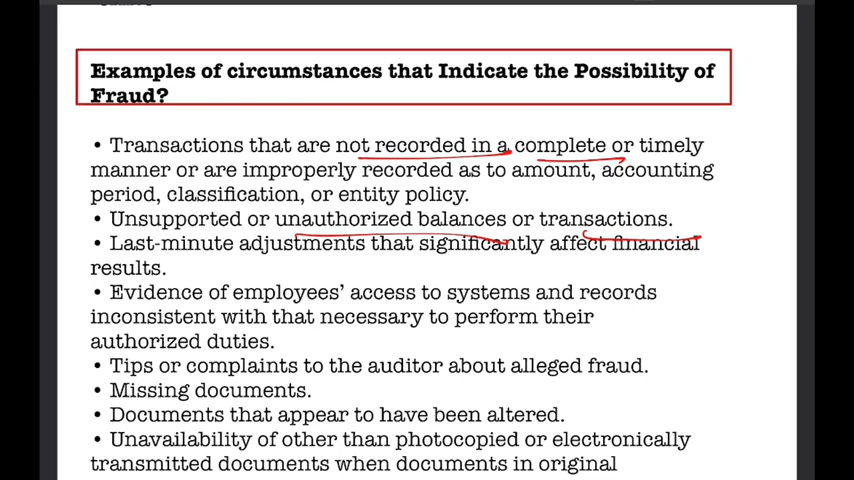 Examples of circumstances that Indicate the Possibility of
Fraud?
• Transactions that are not recorded in a complete or timely
manner or are improperly recorded as to amount, accounting
period, classification, or entity policy.
• Unsupported or unauthorized balances or transactions.
• Last-minute adjustments that significantly affect financial
results.
• Evidence of employees’ access to systems and records
inconsistent with that necessary to perform their
authorized duties.
• Tips or complaints to the auditor about alleged fraud.
• Missing documents.
• Documents that appear to have been altered.
• Unavailability of other than photocopied or electronically
transmitted documents when documents in original